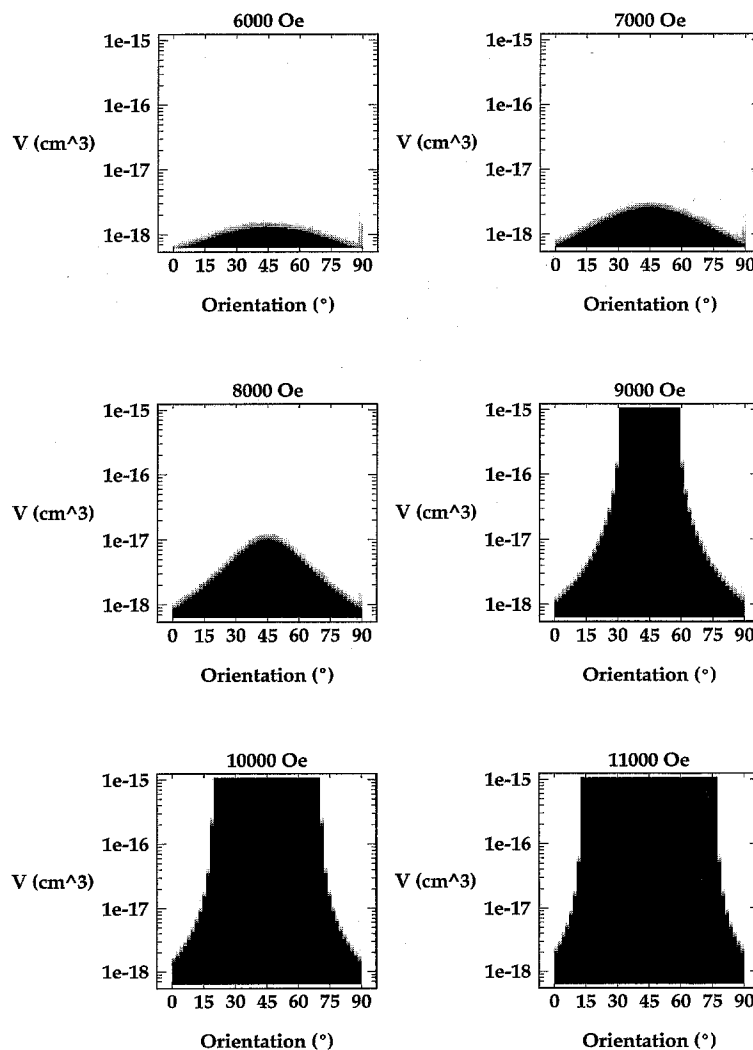 6000 Oe
1e-15
1e-16
V (cm^3)
1e-17
1e-18
0 15 30 45 60 75 90
Orientation (°)
7000 Oe
1e-15
1e-16
V (cm^3)
1e-17
1e-18
0 15 30 45 60 75 90
Orientation (°)
8000 Oe
1e-15
1e-16
V (cm^3)
1e-17
1e-18
0 15 30 45 60 75 90
Orientation (°)
9000 Oe
1e-15
1e-16
V (cm^3)
1e-17
1e-18
0 15 30 45 60 75 90
Orientation (°)
10000 Oe
1e-15
1e-16
V (cm^3)
1e-17
1e-18
0 15 30 45 60 75 90
Orientation (°)
11000 Oe
1e-15
1e-16
V (cm^3)
1e-17
1e-18
0 15 30 45 60 75 90
Orientation (°)